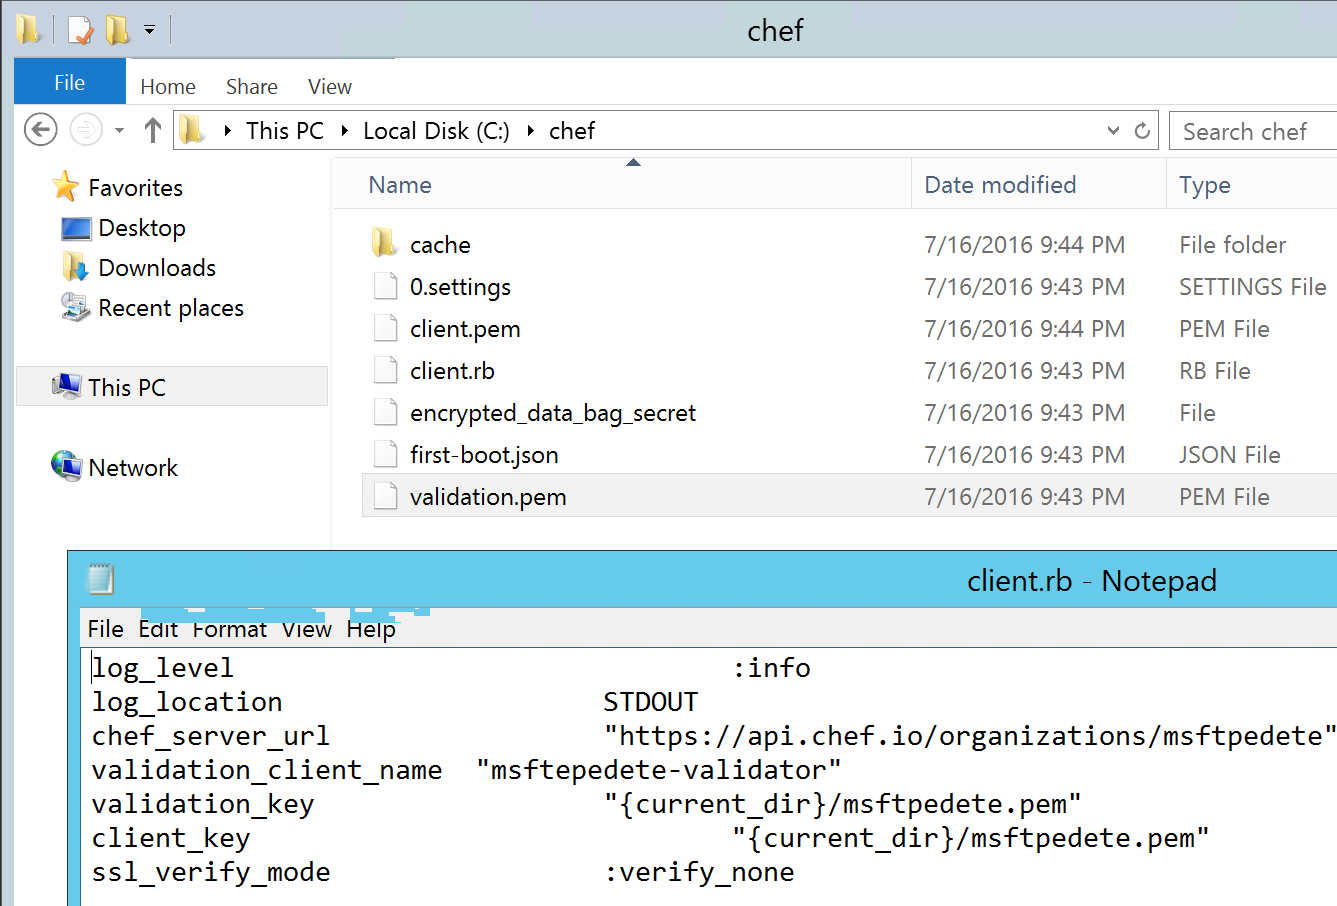 chef
File Home Share View
This PC Local Disk (C:) chef Search chef
Favorites
Desktop
Downloads
Recent places
This PC
Network
Name Date modified Type
cache 7/16/2016 9:44 PM File folder
0.settings 7/16/2016 9:43 PM SETTINGS File
client.pem 7/16/2016 9:44 PM PEM File
client.rb 7/16/2016 9:43 PM RB File
encrypted_data_bag_secret 7/16/2016 9:43 PM File
first-boot.json 7/16/2016 9:43 PM JSON File
validation.pem 7/16/2016 9:43 PM PEM File
client.rb - Notepad
File Edit Format View Help
log_level :info
log_location STDOUT
chef_server_url "https://api.chef.io/organizations/msftpedete"
validation_client_name "msftepedete-validator"
validation_key "{current_dir}/msftpedete.pem"
client_key "{current_dir}/msftpedete.pem"
ssl_verify_mode :verify_none